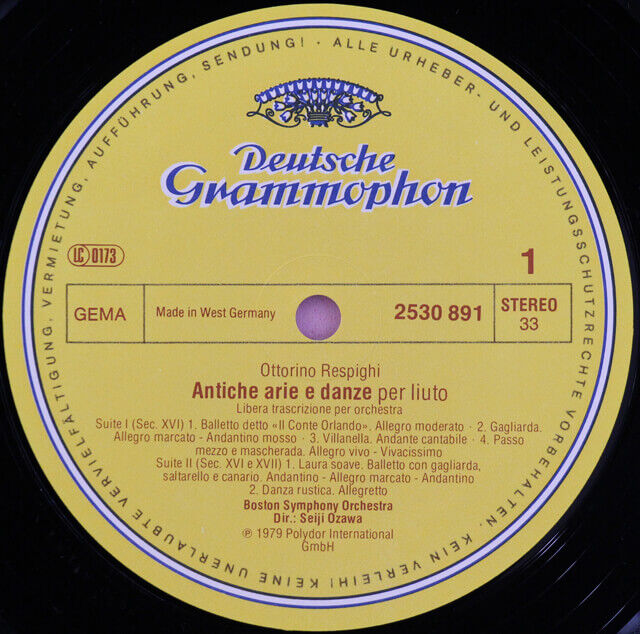 ALLE URHEBER- UND LEISTUNGSSCHUTZRECHTE VORBEHALTEN. KEIN VERLEIH! KEINE UNERLAUBTE VERVIELFÄLTIGUNG, VERMIETUNG, AUFFÜHRUNG, SENDUNG! ·
Deutsche
Grammophon
LC 0173
1
GEMA
Made in West Germany
2530 891
STEREO
33
Ottorino Respighi
Antiche arie e danze per liuto
Libera trascrizione per orchestra
Suite I (Sec. XVI) 1. Balletto detto «Il Conte Orlando». Allegro moderato · 2. Gagliarda.
Allegro marcato - Andantino mosso · 3. Villanella. Andante cantabile · 4. Passo
mezzo e mascherada. Allegro vivo - Vivacissimo
Suite II (Sec. XVI e XVII) 1. Laura soave. Balletto con gagliarda,
saltarello e canario. Andantino - Allegro marcato - Andantino
2. Danza rustica. Allegretto
Boston Symphony Orchestra
Dir.: Seiji Ozawa
℗ 1979 Polydor International
GmbH